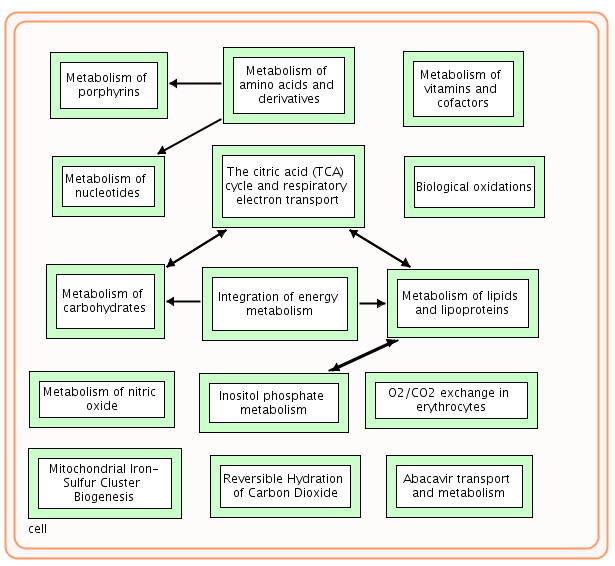 Metabolism of
porphyrins
Metabolism of
amino acids and
derivatives
Metabolism of
vitamins and
cofactors
Metabolism of
nucleotides
The citric acid (TCA)
cycle and respiratory
electron transport
Biological oxidations
Metabolism of
carbohydrates
Integration of energy
metabolism
Metabolism of lipids
and lipoproteins
Metabolism of nitric
oxide
Inositol phosphate
metabolism
O2/CO2 exchange in
erythrocytes
Mitochondrial Iron-
Sulfur Cluster
Biogenesis
Reversible Hydration
of Carbon Dioxide
Abacavir transport
and metabolism
cell